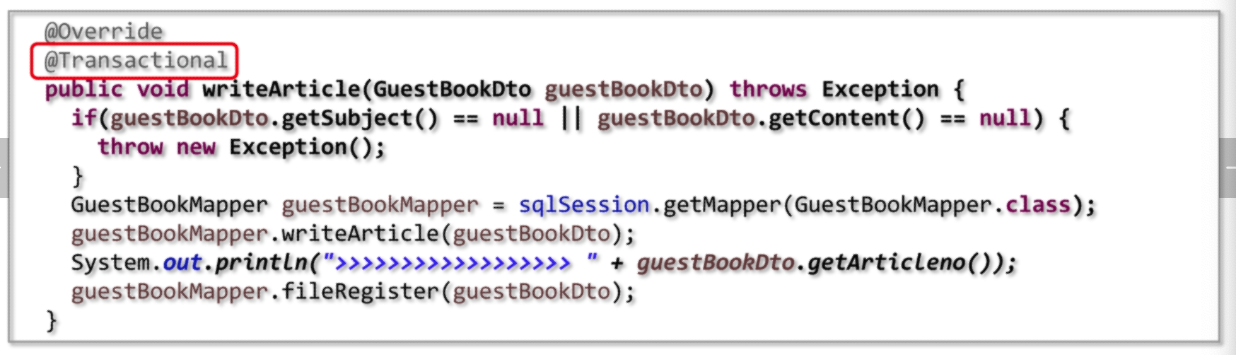 @Override
@Transactional
public void writeArticle(GuestBookDto guestBookDto) throws Exception {
if(guestBookDto.getSubject() == null || guestBookDto.getContent() == null) {
throw new Exception();
}
GuestBookMapper guestBookMapper = sqlSession.getMapper(GuestBookMapper.class);
guestBookMapper.writeArticle(guestBookDto);
System.out.println(">>>>>>>>>>>>>>>>>> " + guestBookDto.getArticleno());
guestBookMapper.fileRegister(guestBookDto);
}